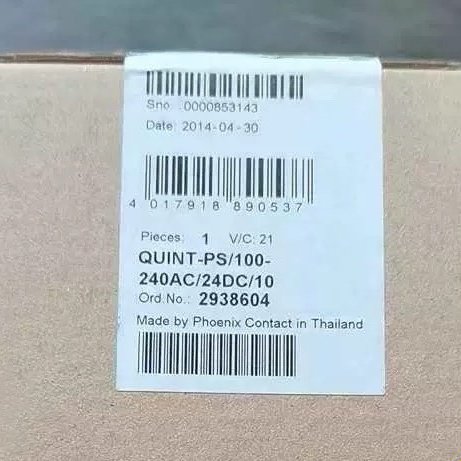 Sno: 0000853143
Date: 2014-04-30
4 017918 890537
Pieces: 1 V/C: 21
QUINT-PS/100-
240AC/24DC/10
Ord.No.: 2938604
Made by Phoenix Contact in Thailand